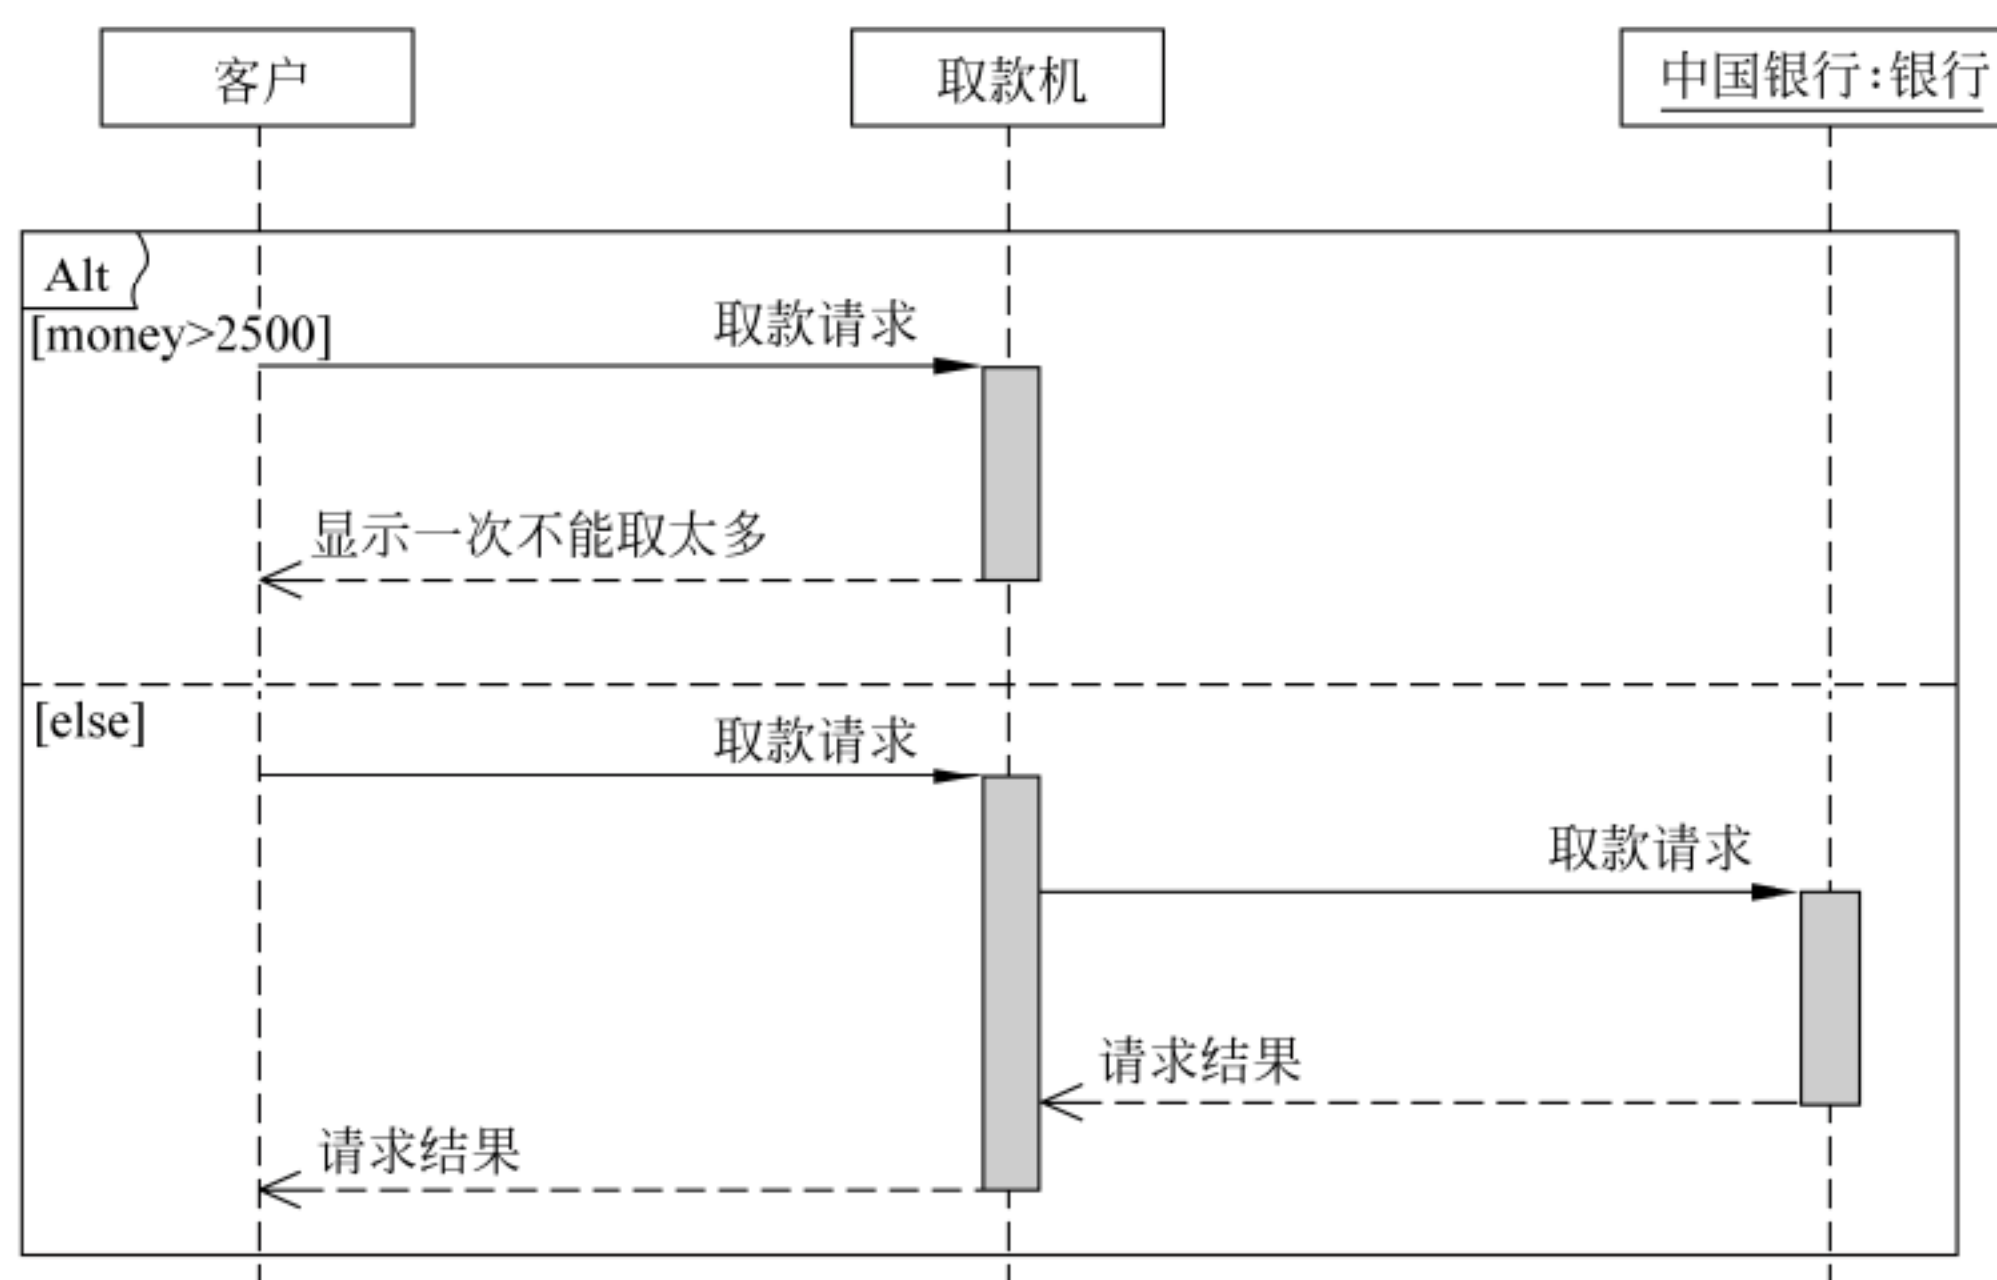 客户
取款机
中国银行:银行
Alt
[money>2500]
取款请求
显示一次不能取太多
[else]
取款请求
取款请求
请求结果
请求结果